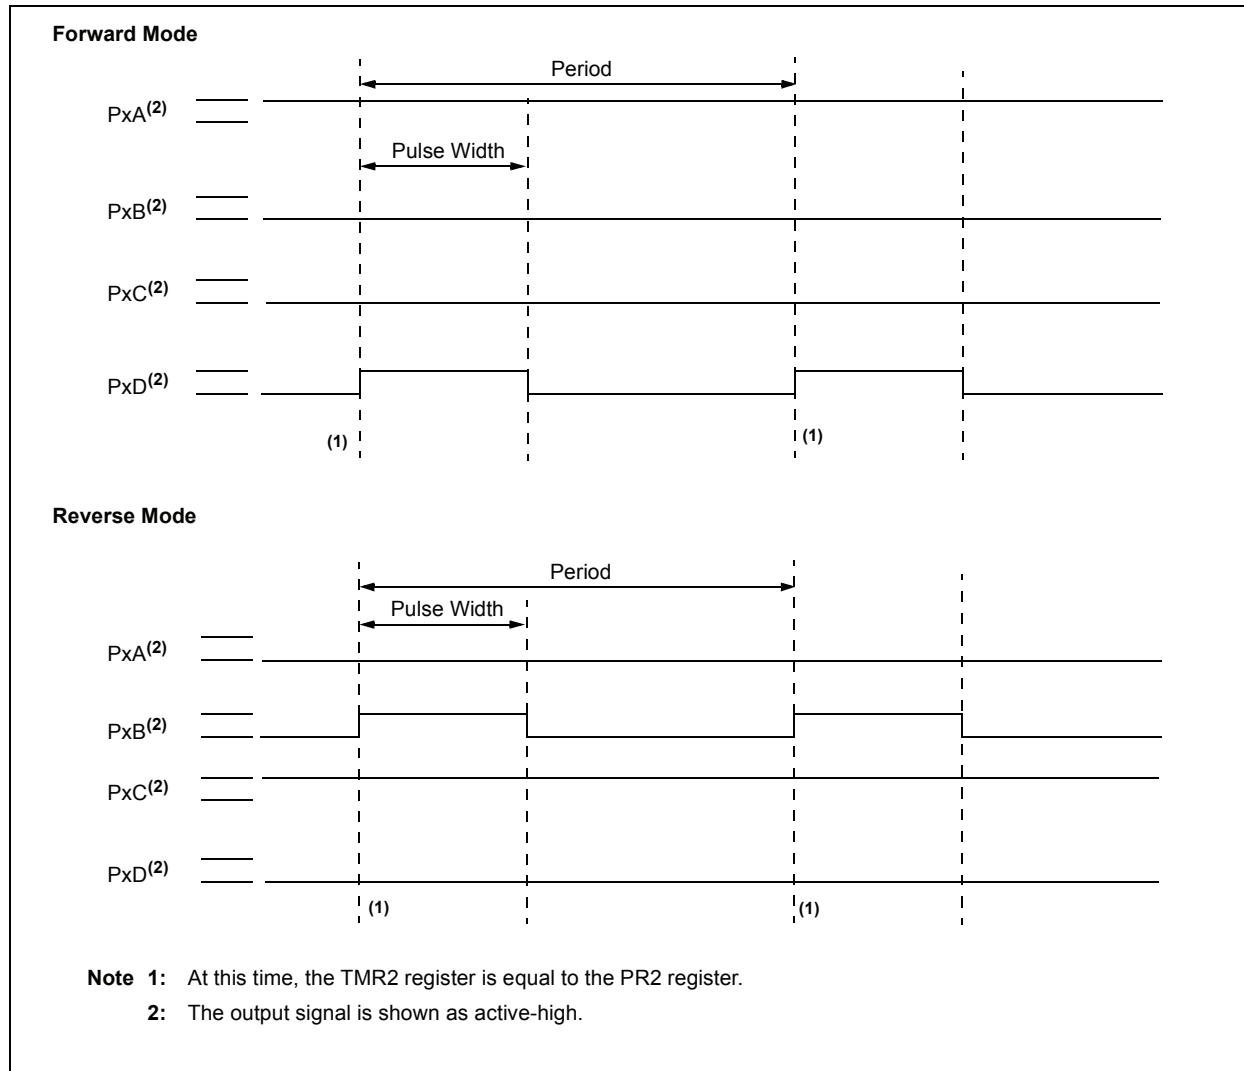 Forward Mode
Period
PxA(2)
Pulse Width
PxB(2)
PxC(2)
PxD(2)
(1)
(1)
Reverse Mode
Period
Pulse Width
PxA(2)
PxB(2)
PxC(2)
PxD(2)
(1)
(1)
Note 1: At this time, the TMR2 register is equal to the PR2 register.
2: The output signal is shown as active-high.